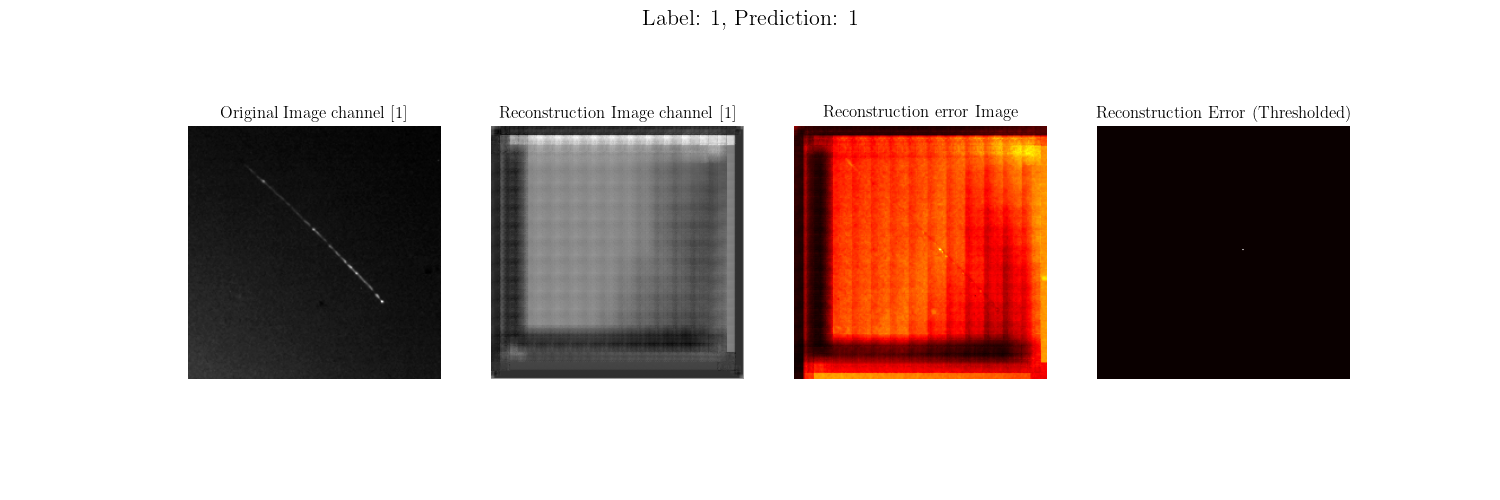 Label: 1, Prediction: 1
Original Image channel [1]
Reconstruction Image channel [1]
Reconstruction error Image
Reconstruction Error (Thresholded)